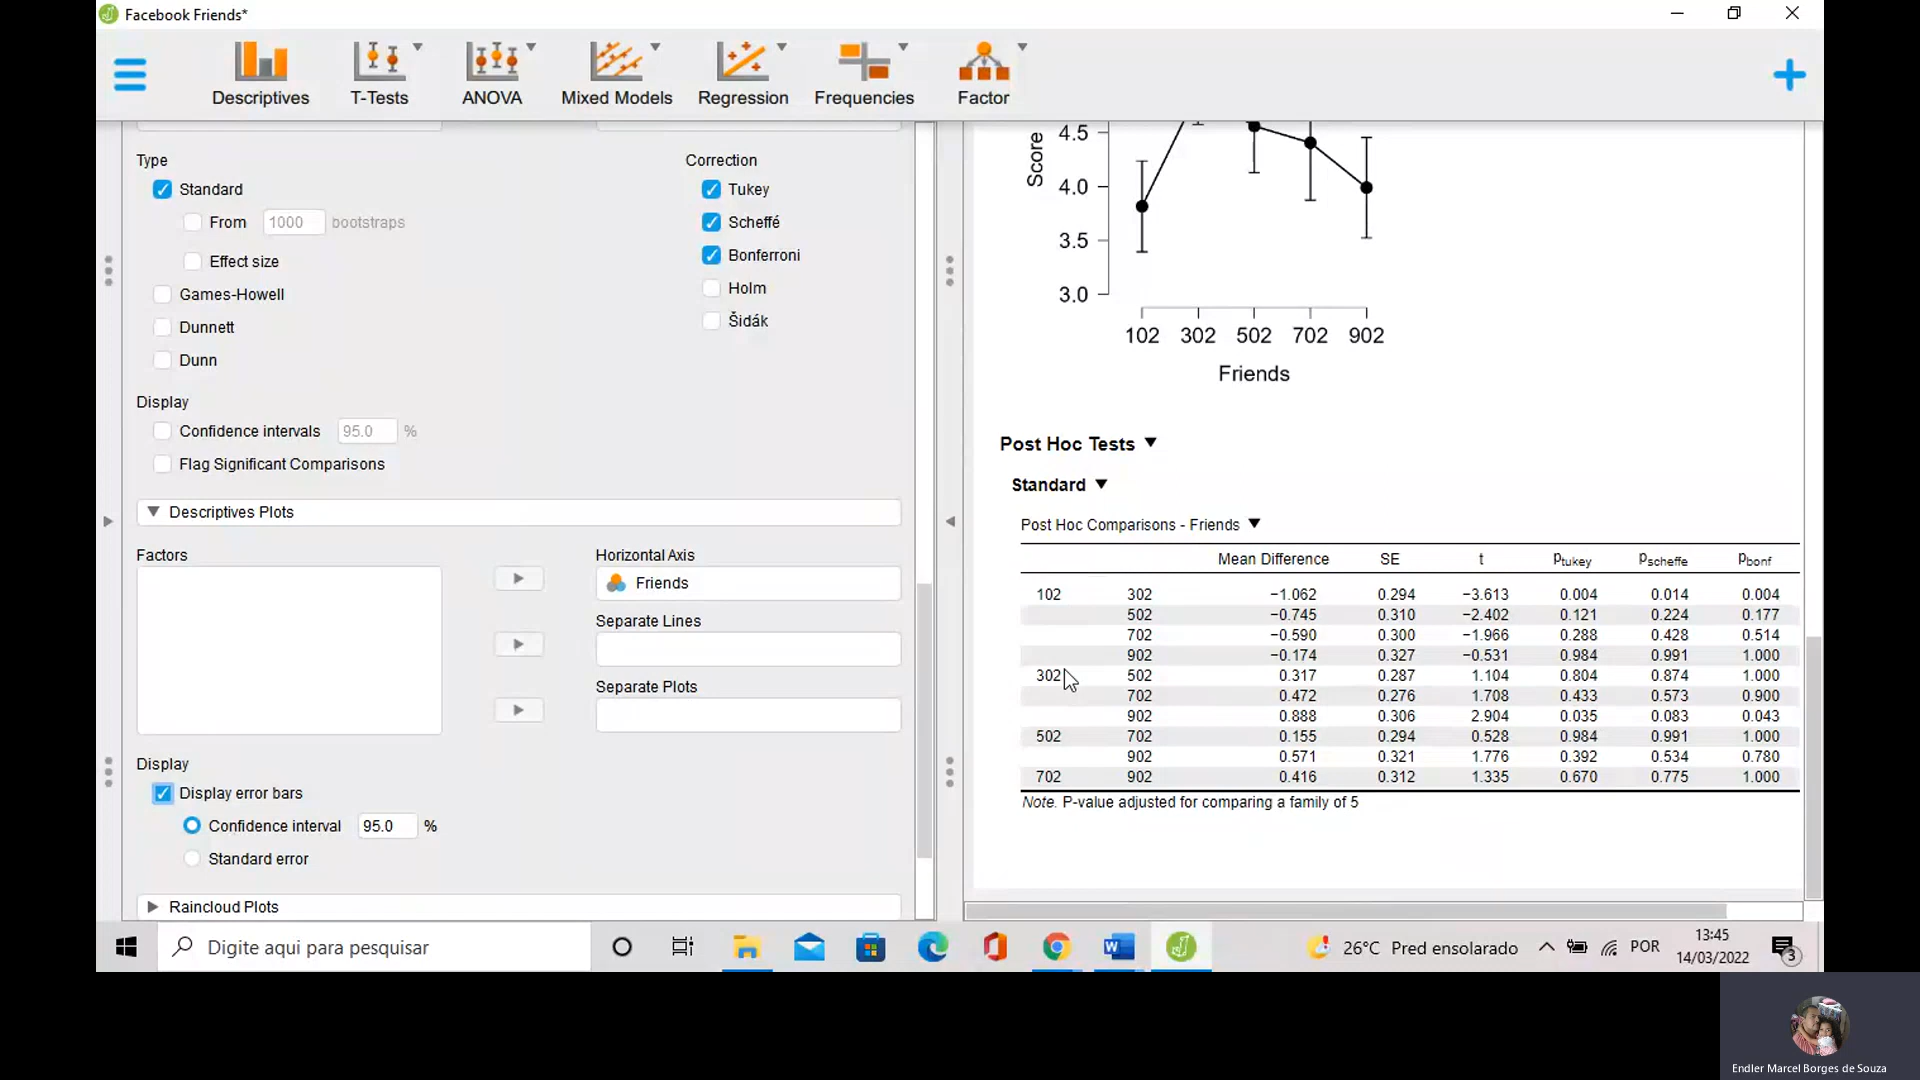 Facebook Friends*
Descriptives
T-Tests
ANOVA
Mixed Models
Regression
Frequencies
Factor
Type
Standard
From 1000 bootstraps
Effect size
Games-Howell
Dunnett
Dunn
Correction
Tukey
Scheffé
Bonferroni
Holm
Šidák
Display
Confidence intervals 95.0 %
Flag Significant Comparisons
Descriptives Plots
Factors
Horizontal Axis
Friends
Separate Lines
Separate Plots
Display
Display error bars
Confidence interval 95.0 %
Standard error
Raincloud Plots
Score
4.5
4.0
3.5
3.0
102 302 502 702 902
Friends
Post Hoc Tests
Standard
Post Hoc Comparisons - Friends
Mean Difference SE t ptukey pscheffe pbonf
102 302 −1.062 0.294 −3.613 0.004 0.014 0.004
502 −0.745 0.310 −2.402 0.121 0.224 0.177
702 −0.590 0.300 −1.966 0.288 0.428 0.514
902 −0.174 0.327 −0.531 0.984 0.991 1.000
302 502 0.317 0.287 1.104 0.804 0.874 1.000
702 0.472 0.276 1.708 0.433 0.573 0.900
902 0.888 0.306 2.904 0.035 0.083 0.043
502 702 0.155 0.294 0.528 0.984 0.991 1.000
902 0.571 0.321 1.776 0.392 0.534 0.780
702 902 0.416 0.312 1.335 0.670 0.775 1.000
Note. P-value adjusted for comparing a family of 5
Digite aqui para pesquisar
26°C Pred ensolarado
POR
13:45
14/03/2022
3
Endler Marcel Borges de Souza